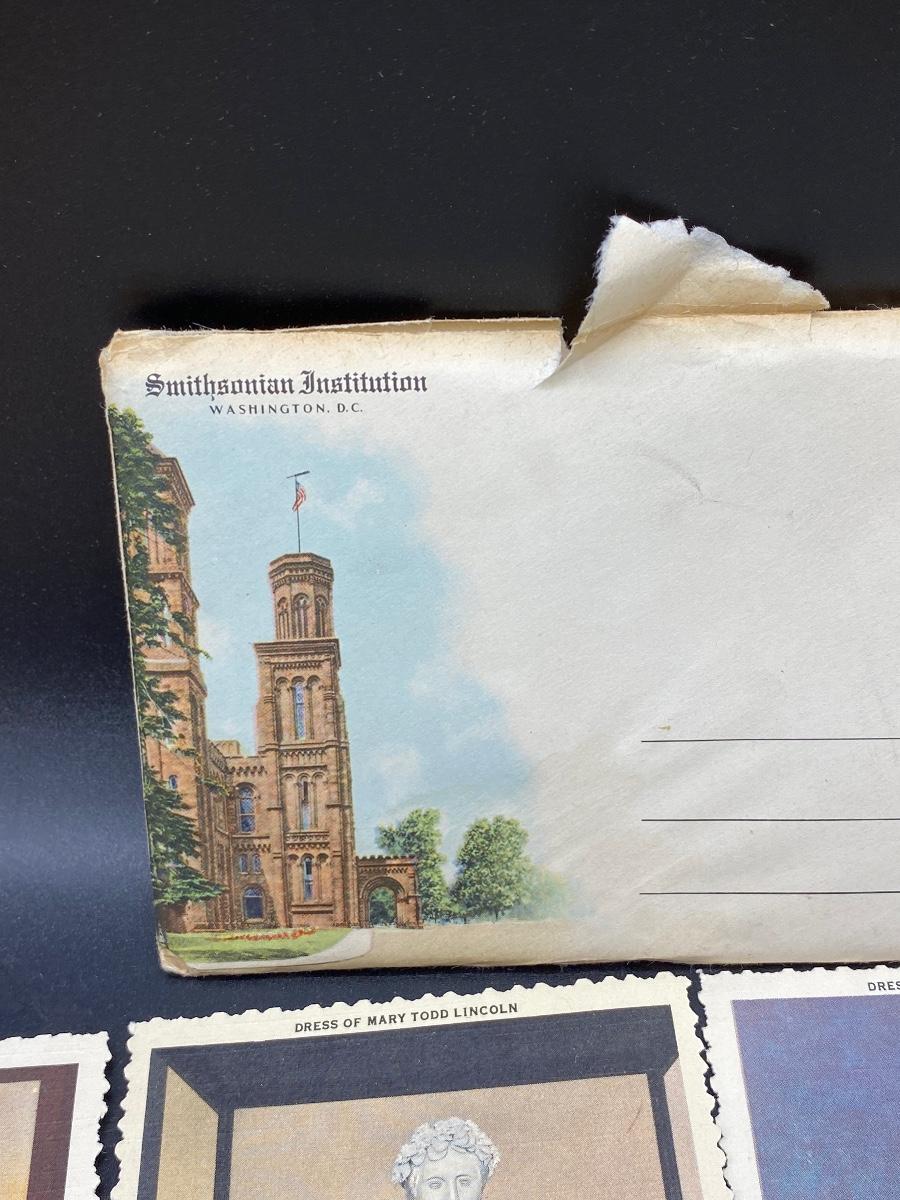 Smithsonian Institution
WASHINGTON, D.C.
DRESS OF MARY TODD LINCOLN